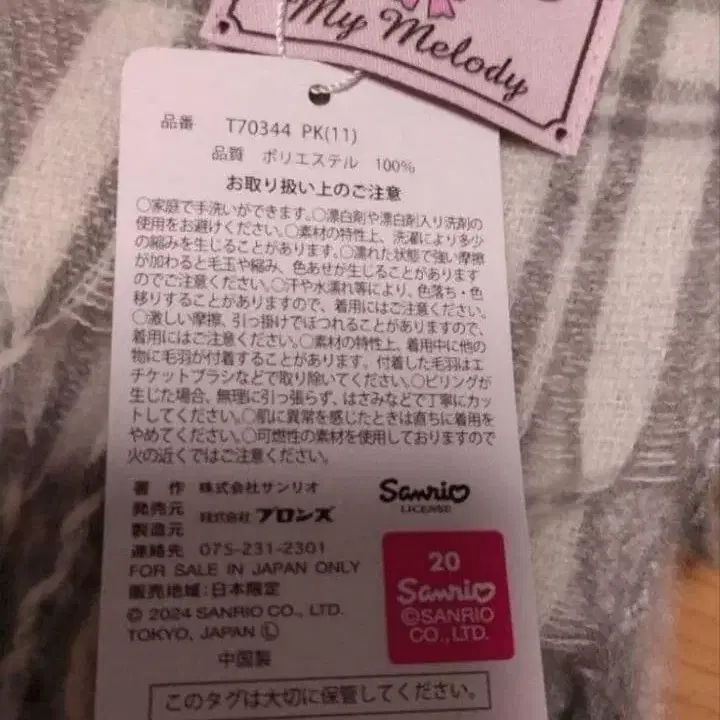 My Melody
品番 T70344 PK(11)
品質 ポリエステル 100%
お取り扱い上のご注意
○家庭で手洗いができます。○漂白剤や漂白剤入り洗剤の
使用をお避けください。○素材の特性上、洗濯により多少
の縮みを生じることがあります。○濡れた状態で強い摩擦
が加わると毛玉や縮み、色あせが生じることがあります
のでご注意ください。○汗や水濡れ等により、色落ち・色
移りすることがありますので、着用にはご注意ください。
○激しい摩擦、引っ掛けでほつれることがありますので、
着用にはご注意ください。○素材の特性上、着用中に他の
物に毛羽が付着することがあります。付着した毛羽はエ
チケットブラシなどで取り除いてください。○ピリングが
生じた場合、無理に引っ張らず、はさみなどで丁寧にカッ
トしてください。○肌に異常を感じたときは直ちに着用を
やめてください。○可燃性の素材を使用しておりますので
火の近くではご注意ください。
著作 株式会社サンリオ
発売元
製造元 株式会社 プロンズ
連絡先 075-231-2301
FOR SALE IN JAPAN ONLY
販売地域:日本限定
© 2024 SANRIO CO., LTD.
TOKYO, JAPAN Ⓛ
中国製
Sanrio
LICENSE
20
Sanrio
©SANRIO
CO., LTD.
このタグは大切に保管してください。